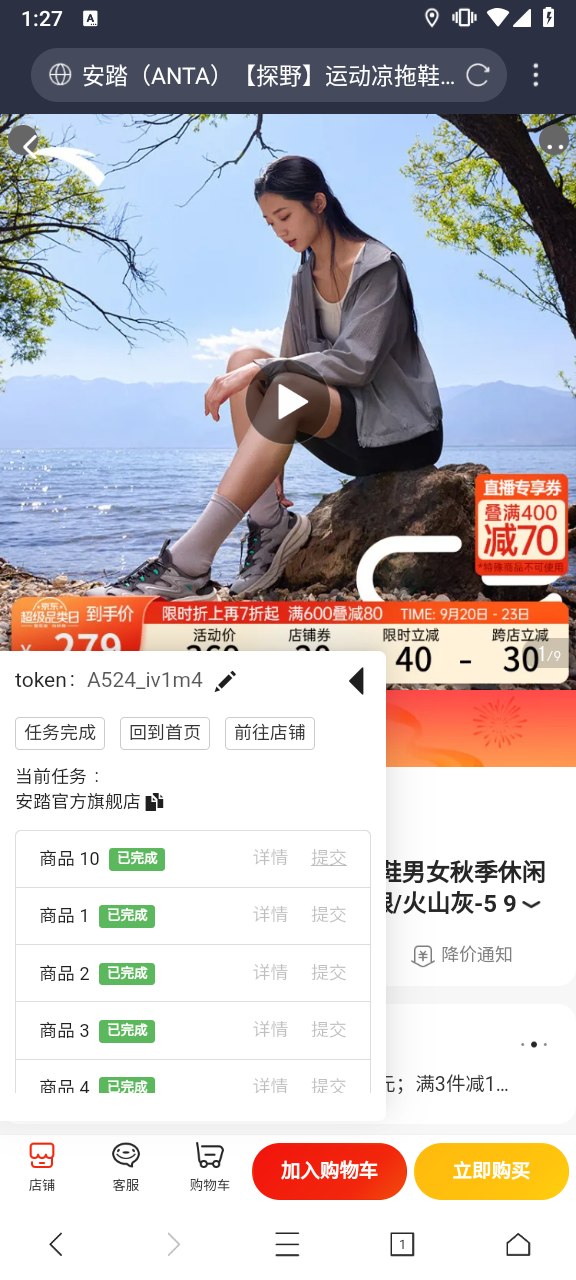 1:27
A
安踏（ANTA）【探野】运动凉拖鞋...
直播专享券
叠满400
减70
*特殊商品不可使用
京东
超级品类日
到手价
限时折上再7折起 满600叠减80 TIME: 9月20日 - 23日
¥ 279
活动价 店铺券 限时立减 跨店立减
40 - 30
1/9
token： A524_iv1m4
任务完成 回到首页 前往店铺
当前任务：
安踏官方旗舰店
商品 10 已完成 详情 提交
商品 1 已完成 详情 提交
商品 2 已完成 详情 提交
商品 3 已完成 详情 提交
商品 4 已完成 详情 提交
鞋男女秋季休闲
/火山灰-5 9
降价通知
元；满3件减1...
店铺 客服 购物车 加入购物车 立即购买
1